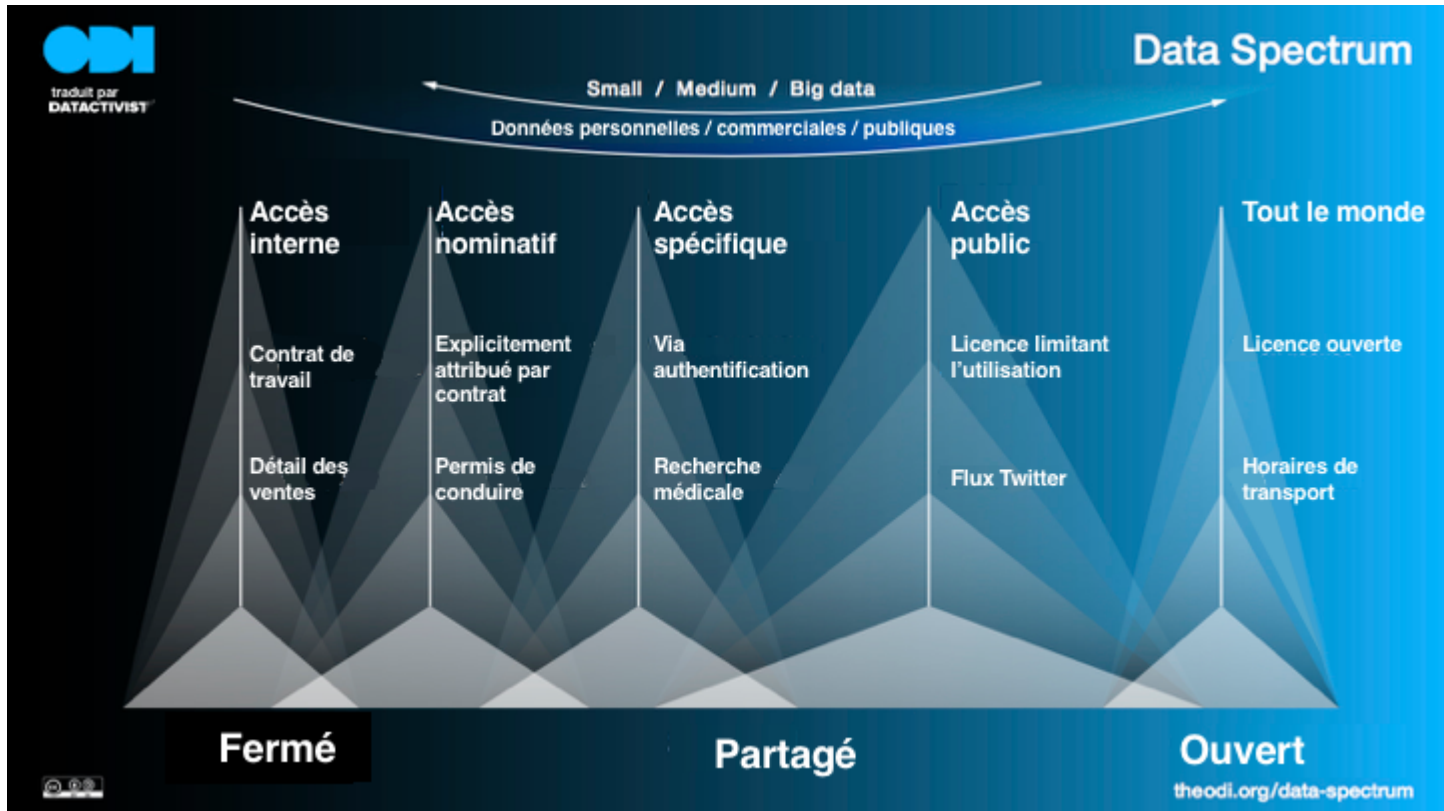 ODI
traduit par
DATACTIVIST
Data Spectrum
Small / Medium / Big data
Données personnelles / commerciales / publiques
Accès
interne
Contrat de
travail
Détail des
ventes
Accès
nominatif
Explicitement
attribué par
contrat
Permis de
conduire
Accès
spécifique
Via
authentification
Recherche
médicale
Accès
public
Licence limitant
l'utilisation
Flux Twitter
Tout le monde
Licence ouverte
Horaires de
transport
Fermé
Partagé
Ouvert
theodi.org/data-spectrum